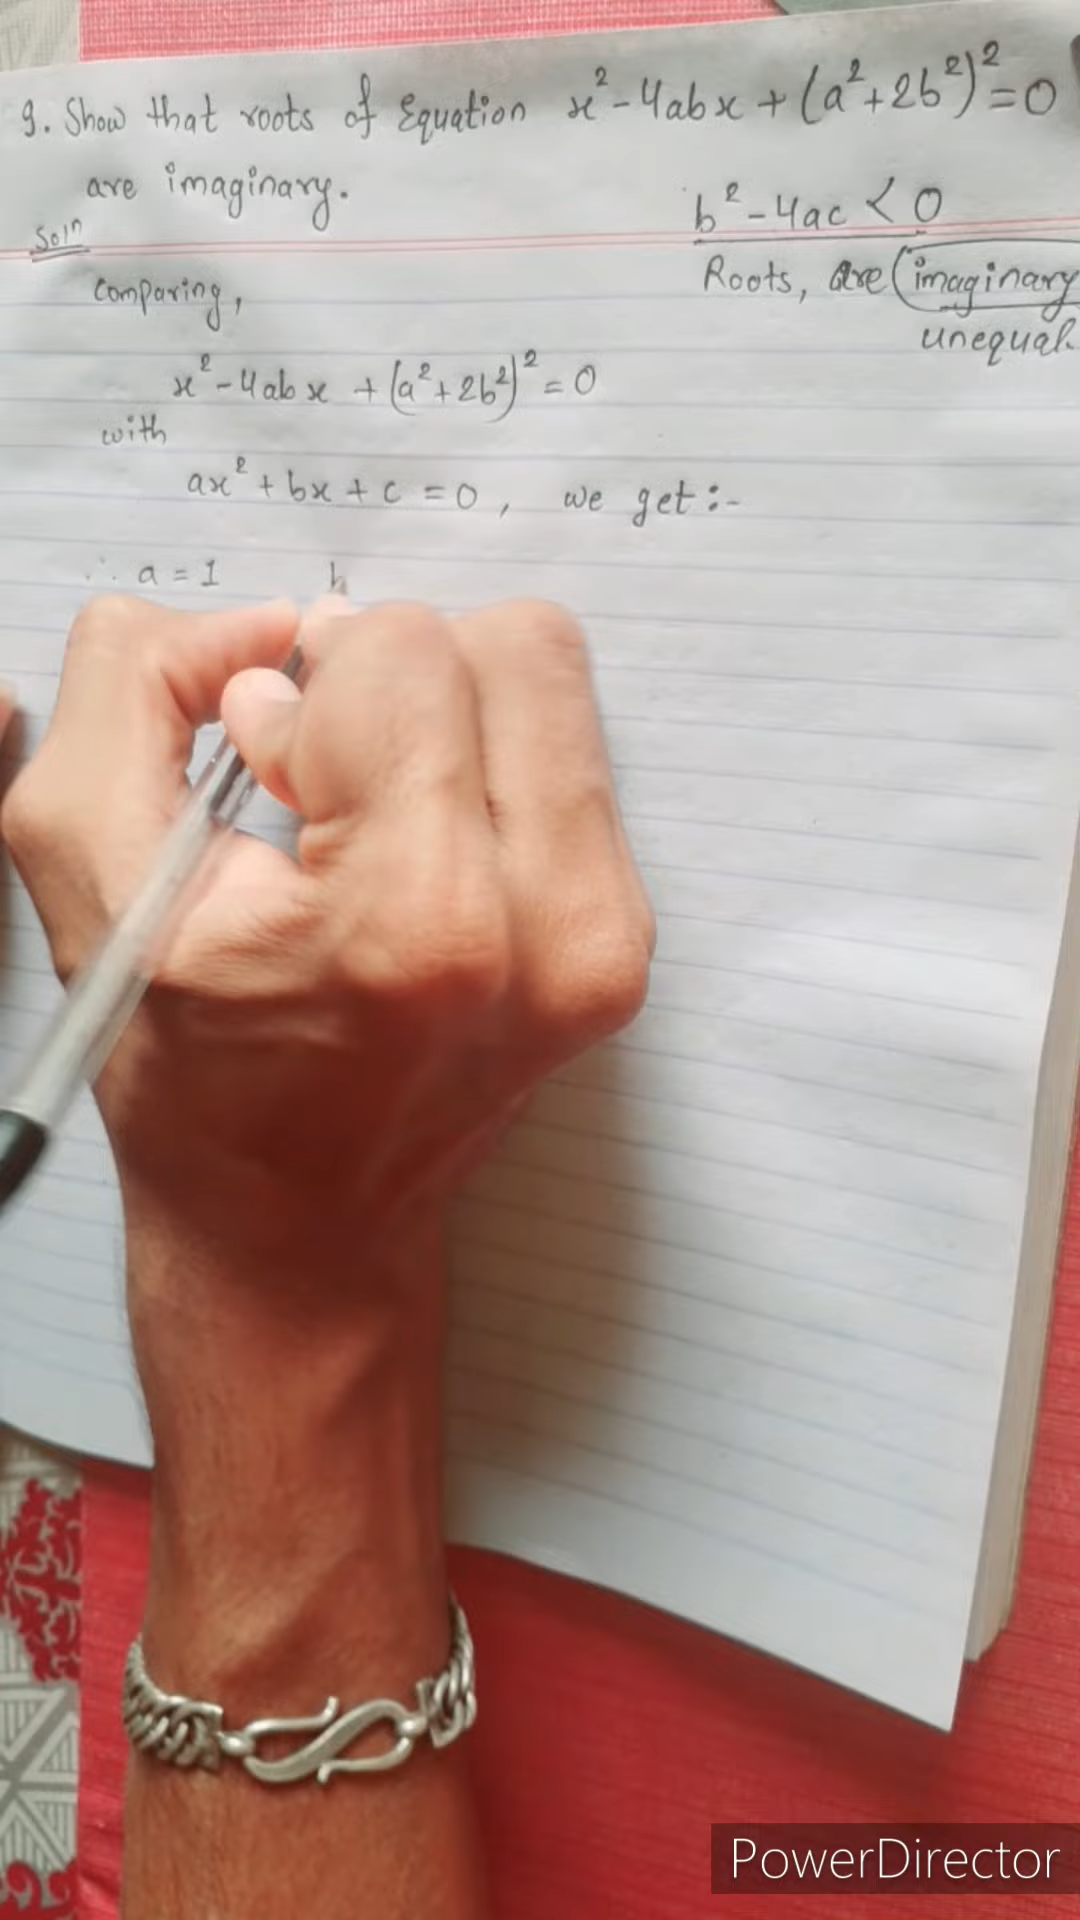 9. Show that roots of Equation x² - 4abx + (a² + 2b²)² = 0
are imaginary.
b² - 4ac < 0
Soln
Roots, are (imaginary
unequal.
Comparing,
x² - 4abx + (a² + 2b²)² = 0
with
ax² + bx + c = 0, we get :-
∴ a = 1 b
PowerDirector